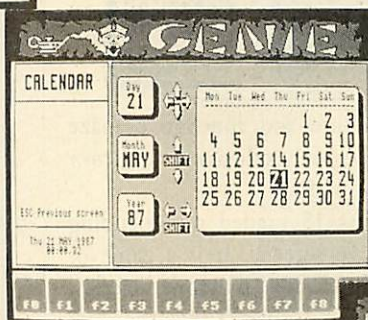 GENIE
CALENDAR
Day
21
Month
MAY
SHIFT
Year
87
SHIFT
Mon Tue Wed Thu Fri Sat Sun
1 2 3
4 5 6 7 8 9 10
11 12 13 14 15 16 17
18 19 20 21 22 23 24
25 26 27 28 29 30 31
ESC Previous screen
Thu 21 MAY 1987
f0 f1 f2 f3 f4 f5 f6 f7 f8